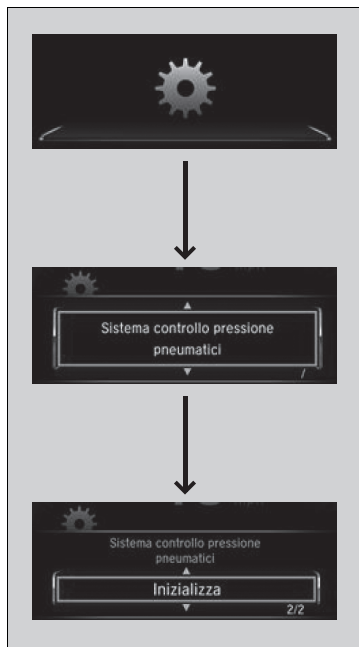 Sistema controllo pressione
pneumatici
/
Sistema controllo pressione
pneumatici
Inizializza
2/2